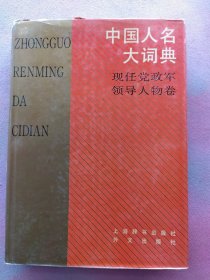 ZHONGGUO
RENMING
DA
CIDIAN
中国人名
大词典
现任党政军
领导人物卷
上海辞书出版社
外文出版社